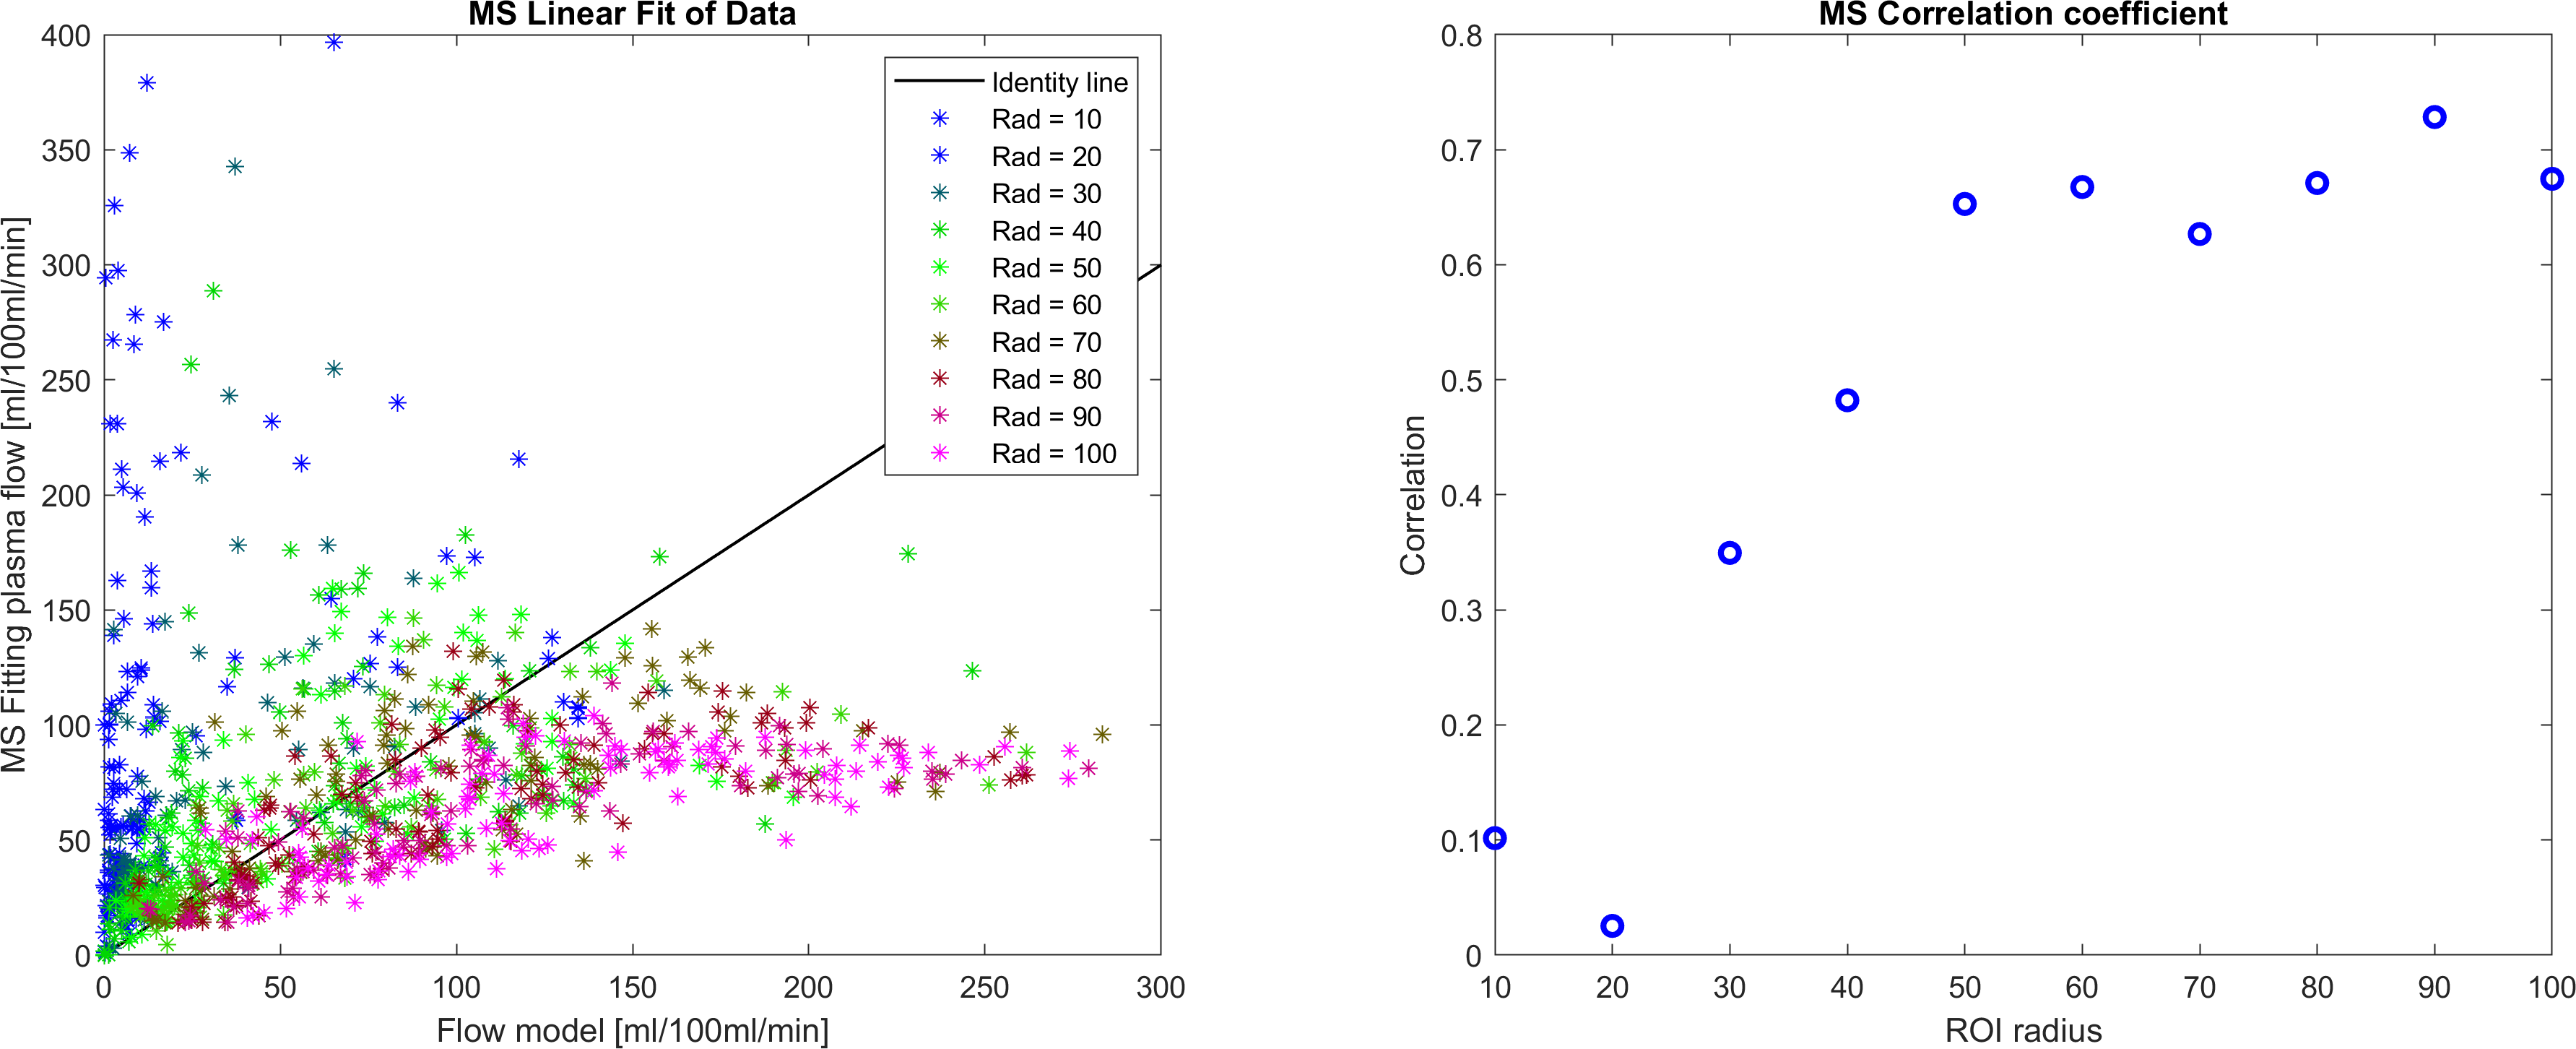 MS Linear Fit of Data
MS Fitting plasma flow [ml/100ml/min]
400
350
300
250
200
150
100
50
0
0 50 100 150 200 250 300
Flow model [ml/100ml/min]
Identity line
Rad = 10
Rad = 20
Rad = 30
Rad = 40
Rad = 50
Rad = 60
Rad = 70
Rad = 80
Rad = 90
Rad = 100
MS Correlation coefficient
Correlation
0.8
0.7
0.6
0.5
0.4
0.3
0.2
0.1
0
10 20 30 40 50 60 70 80 90 100
ROI radius